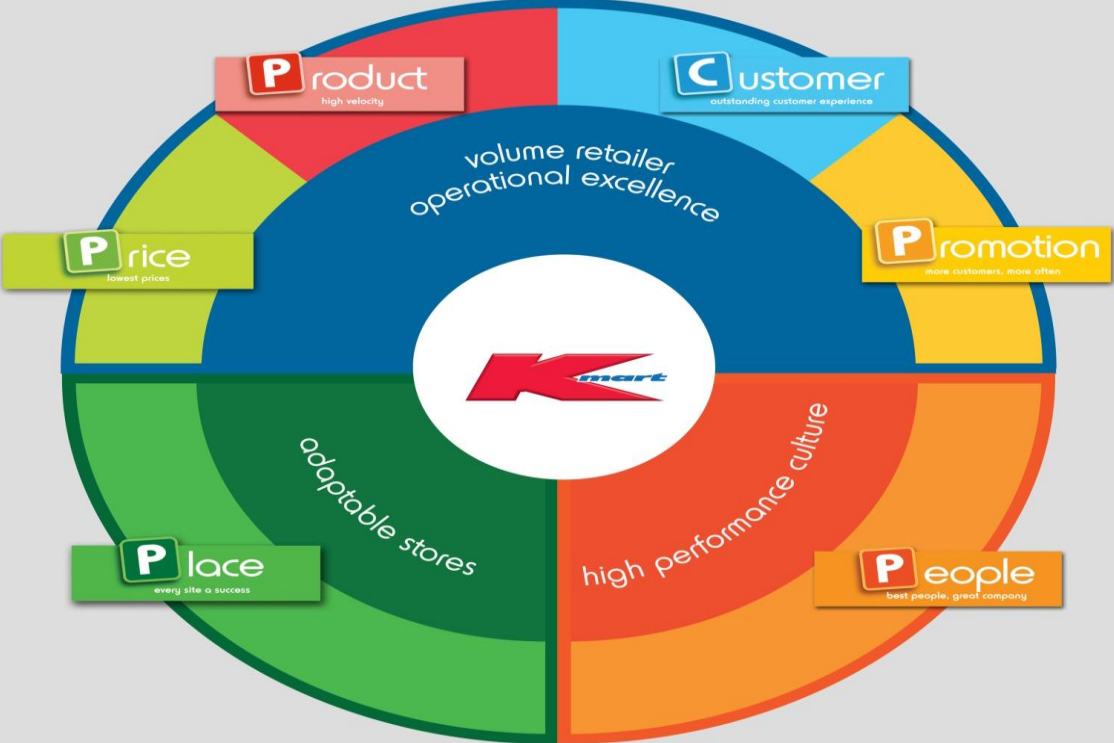 Product
high velocity
Customer
outstanding customer experience
volume retailer
operational excellence
Price
lowest prices
Promotion
more customers, more often
Kmart
adaptable stores
high performance culture
Place
every site a success
People
best people, great company